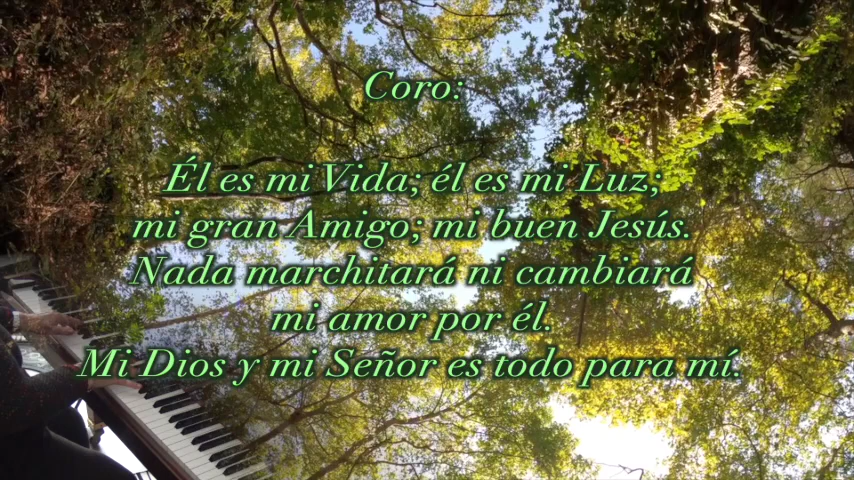 Coro:
Él es mi Vida; él es mi Luz;
mi gran Amigo; mi buen Jesús.
Nada marchitará ni cambiará
mi amor por él.
Mi Dios y mi Señor es todo para mí.